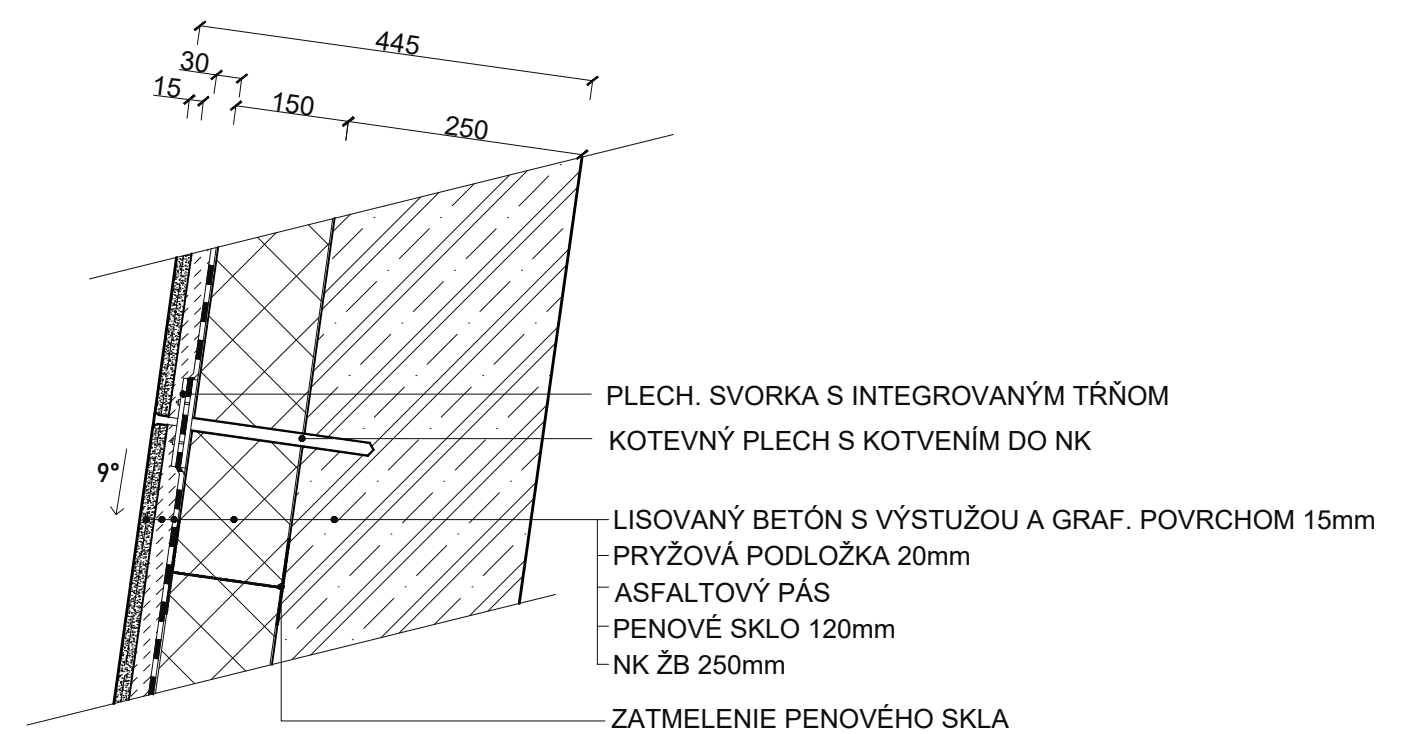 445
30
15
150
250
PLECH. SVORKA S INTEGROVANÝM TŔŇOM
KOTEVNÝ PLECH S KOTVENÍM DO NK
9°
LISOVANÝ BETÓN S VÝSTUŽOU A GRAF. POVRCHOM 15mm
PRYŽOVÁ PODLOŽKA 20mm
ASFALTOVÝ PÁS
PENOVÉ SKLO 120mm
NK ŽB 250mm
ZATMELENIE PENOVÉHO SKLA